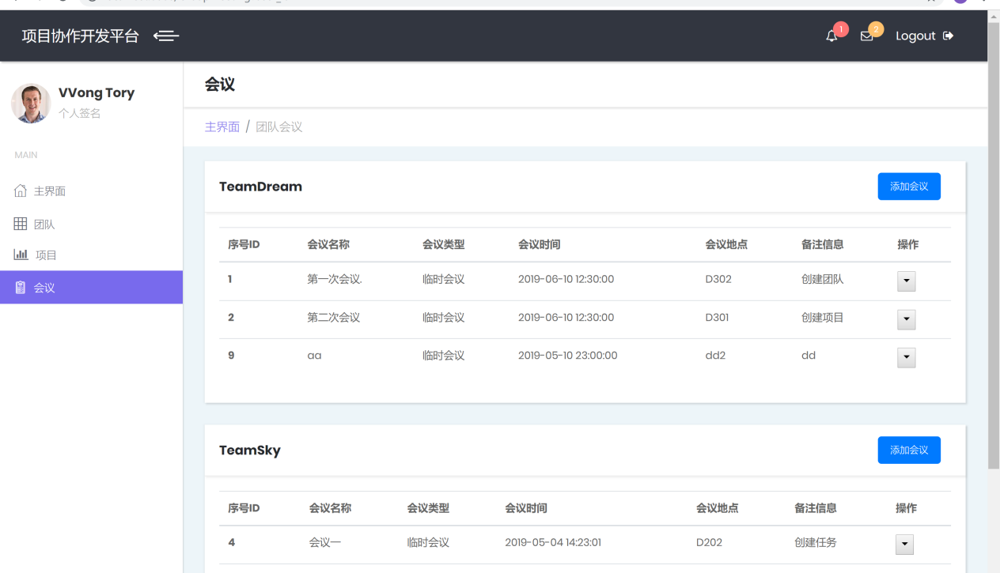 项目协作开发平台
1
2
Logout
VVong Tory
个人签名
MAIN
主界面
团队
项目
会议
会议
主界面 / 团队会议
TeamDream
添加会议
序号ID 会议名称 会议类型 会议时间 会议地点 备注信息 操作
1 第一次会议. 临时会议 2019-06-10 12:30:00 D302 创建团队
2 第二次会议 临时会议 2019-06-10 12:30:00 D301 创建项目
9 aa 临时会议 2019-05-10 23:00:00 dd2 dd
TeamSky
添加会议
序号ID 会议名称 会议类型 会议时间 会议地点 备注信息 操作
4 会议一 临时会议 2019-05-04 14:23:01 D202 创建任务